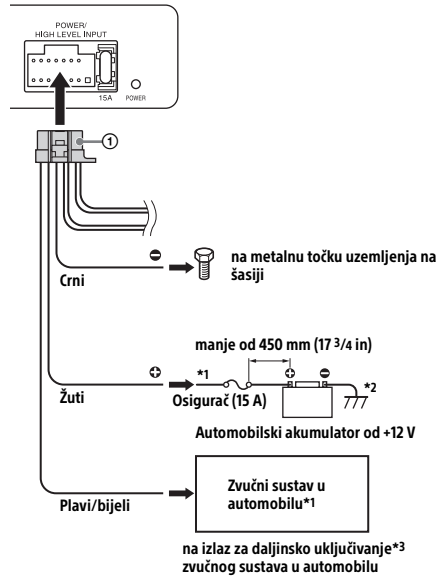 POWER/
HIGH LEVEL INPUT
15A
POWER
1
na metalnu točku uzemljenja na
šasiji
Crni
manje od 450 mm (17 3/4 in)
*1
*2
Osigurač (15 A)
Žuti
Automobilski akumulator od +12 V
Zvučni sustav u
automobilu*1
Plavi/bijeli
na izlaz za daljinsko uključivanje*3
zvučnog sustava u automobilu